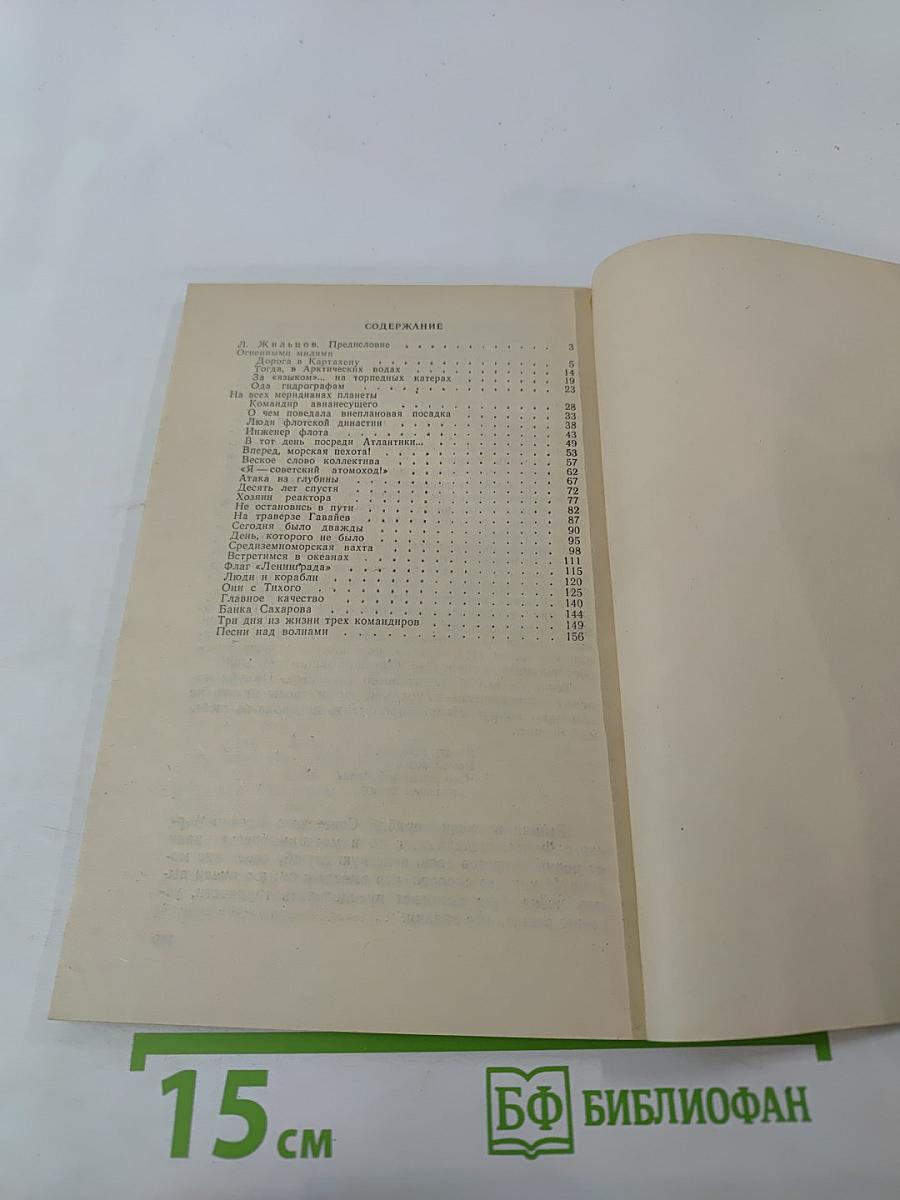 СОДЕРЖАНИЕ
Л. Жильцов. Предисловие . . . . . . . . . . . 3
Огненными милями
Дорога в Картахену . . . . . . . . . . . . 5
Тогда, в Арктических водах . . . . . . . . . . 14
За «языком»... на торпедных катерах . . . . . . . 19
Ода гидрографам . . . . . . . . . . . . . 23
На всех меридианах планеты
Командир авианесущего . . . . . . . . . . . 28
О чем поведала внеплановая посадка . . . . . . . 33
Люди флотской династии . . . . . . . . . . . 38
Инженер флота . . . . . . . . . . . . . . 43
В тот день посреди Атлантики... . . . . . . . . . 49
Вперед, морская пехота! . . . . . . . . . . . 53
Веское слово коллектива . . . . . . . . . . . 57
«Я — советский атомоход!» . . . . . . . . . . 62
Атака из глубины . . . . . . . . . . . . . 67
Десять лет спустя . . . . . . . . . . . . . 72
Хозяин реактора . . . . . . . . . . . . . 77
Не остановясь в пути . . . . . . . . . . . . 82
На траверзе Гавайев . . . . . . . . . . . . 87
Сегодня было дважды . . . . . . . . . . . . 90
День, которого не было . . . . . . . . . . . 95
Средиземноморская вахта . . . . . . . . . . . 98
Встретимся в океанах . . . . . . . . . . . . 111
Флаг «Ленинграда» . . . . . . . . . . . . . 115
Люди и корабли . . . . . . . . . . . . . . 120
Они с Тихого . . . . . . . . . . . . . . . 125
Главное качество . . . . . . . . . . . . . 140
Банка Сахарова . . . . . . . . . . . . . . 144
Три дня из жизни трех командиров . . . . . . . . 149
Песни над волнами . . . . . . . . . . . . . 156
15 см
БФ БИБЛИОФАН